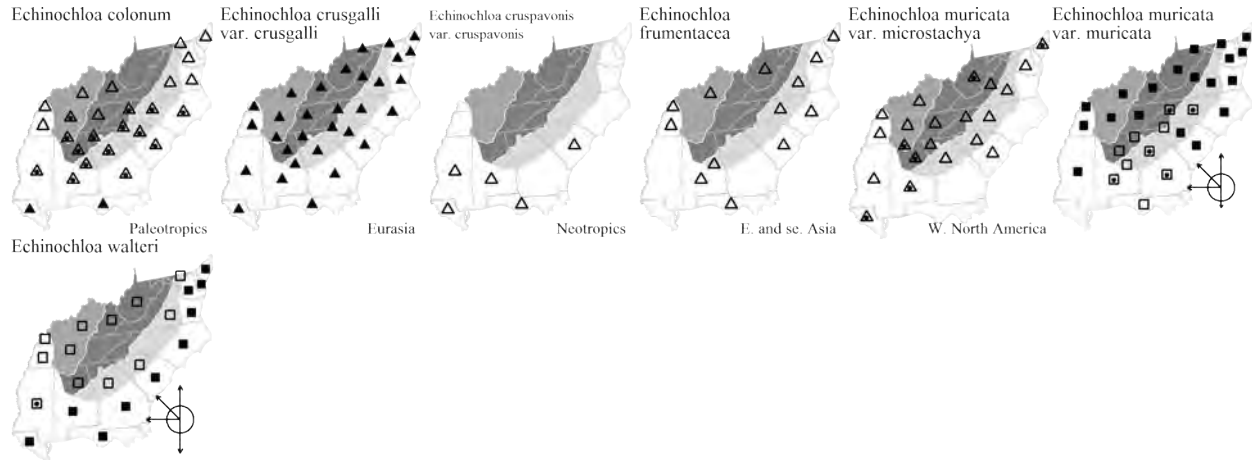 Echinochloa colonum
Paleotropics
Echinochloa crusgalli
var. crusgalli
Eurasia
Echinochloa cruspavonis
var. cruspavonis
Neotropics
Echinochloa
frumentacea
E. and se. Asia
Echinochloa muricata
var. microstachya
W. North America
Echinochloa muricata
var. muricata
Echinochloa walteri